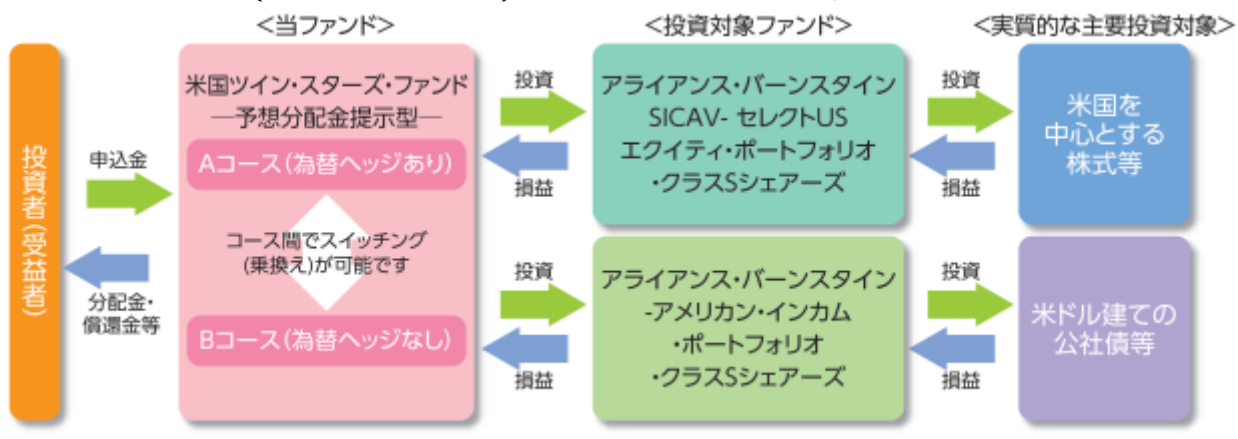 <当ファンド>
<投資対象ファンド>
<実質的な主要投資対象>
投資者(受益者)
申込金
分配金・
償還金等
米国ツイン・スターズ・ファンド
―予想分配金提示型―
Aコース(為替ヘッジあり)
コース間でスイッチング
(乗換え)が可能です
Bコース(為替ヘッジなし)
投資
損益
投資
損益
アライアンス・バーンスタイン
SICAV- セレクトUS
エクイティ・ポートフォリオ
・クラスSシェアーズ
アライアンス・バーンスタイン
-アメリカン・インカム
・ポートフォリオ
・クラスSシェアーズ
投資
損益
投資
損益
米国を
中心とする
株式等
米ドル建ての
公社債等